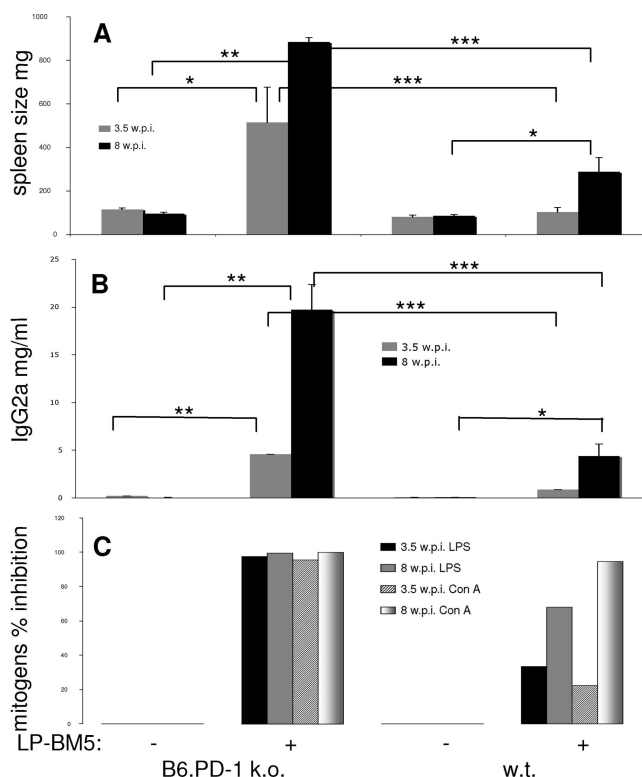 A
spleen size mg
1000
800
600
400
200
0
3.5 w.p.i.
8 w.p.i.
*
**
***
***
*
B
IgG2a mg/ml
25
20
15
10
5
0
3.5 w.p.i.
8 w.p.i.
**
**
***
***
*
C
mitogens % inhibition
120
100
80
60
40
20
0
3.5 w.p.i. LPS
8 w.p.i. LPS
3.5 w.p.i. Con A
8 w.p.i. Con A
LP-BM5: - + - +
B6.PD-1 k.o. w.t.